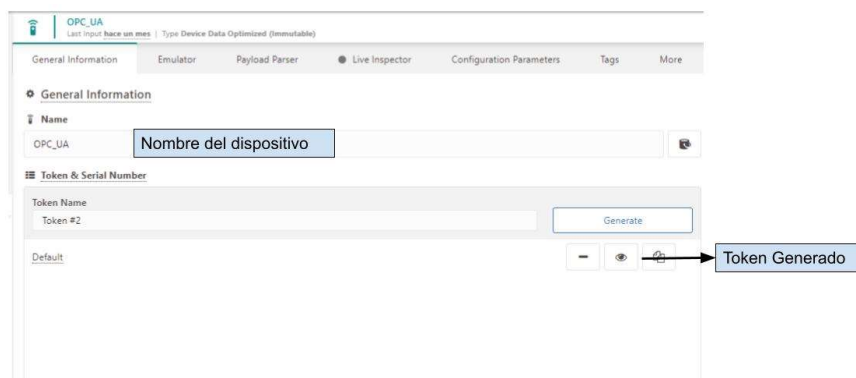 OPC_UA
Last input hace un mes | Type Device Data Optimized (Immutable)
General Information Emulator Payload Parser Live Inspector Configuration Parameters Tags More
General Information
Name
OPC_UA Nombre del dispositivo
Token & Serial Number
Token Name
Token #2 Generate
Default Token Generado